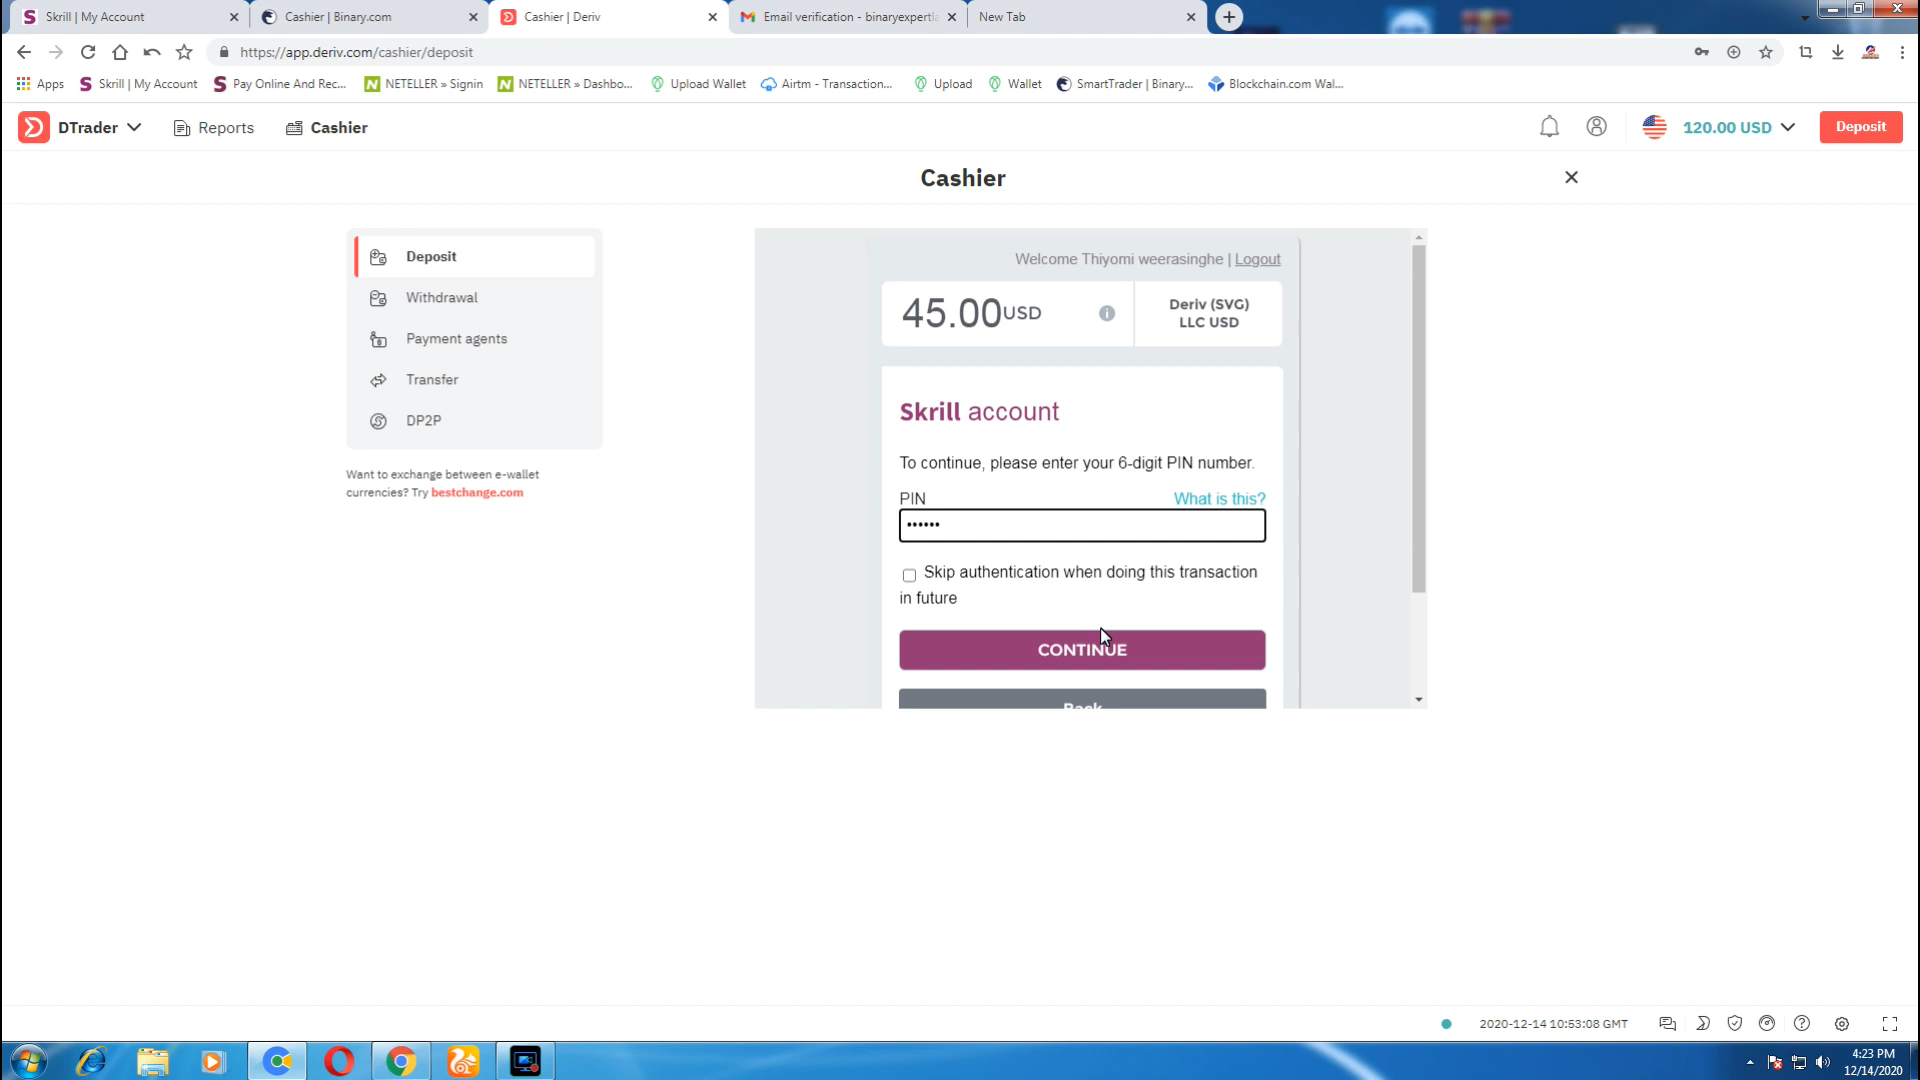 Skrill | My Account
Cashier | Binary.com
Cashier | Deriv
Email verification - binaryexpertla
New Tab
https://app.deriv.com/cashier/deposit
Apps
Skrill | My Account
Pay Online And Rec...
NETELLER » Signin
NETELLER » Dashbo...
Upload Wallet
Airtm - Transaction...
Upload
Wallet
SmartTrader | Binary...
Blockchain.com Wal...
DTrader
Reports
Cashier
120.00 USD
Deposit
Cashier
Deposit
Withdrawal
Payment agents
Transfer
DP2P
Want to exchange between e-wallet
currencies? Try bestchange.com
Welcome Thiyomi weerasinghe | Logout
45.00USD
Deriv (SVG)
LLC USD
Skrill account
To continue, please enter your 6-digit PIN number.
PIN
What is this?
••••••
Skip authentication when doing this transaction
in future
CONTINUE
Back
2020-12-14 10:53:08 GMT
4:23 PM
12/14/2020